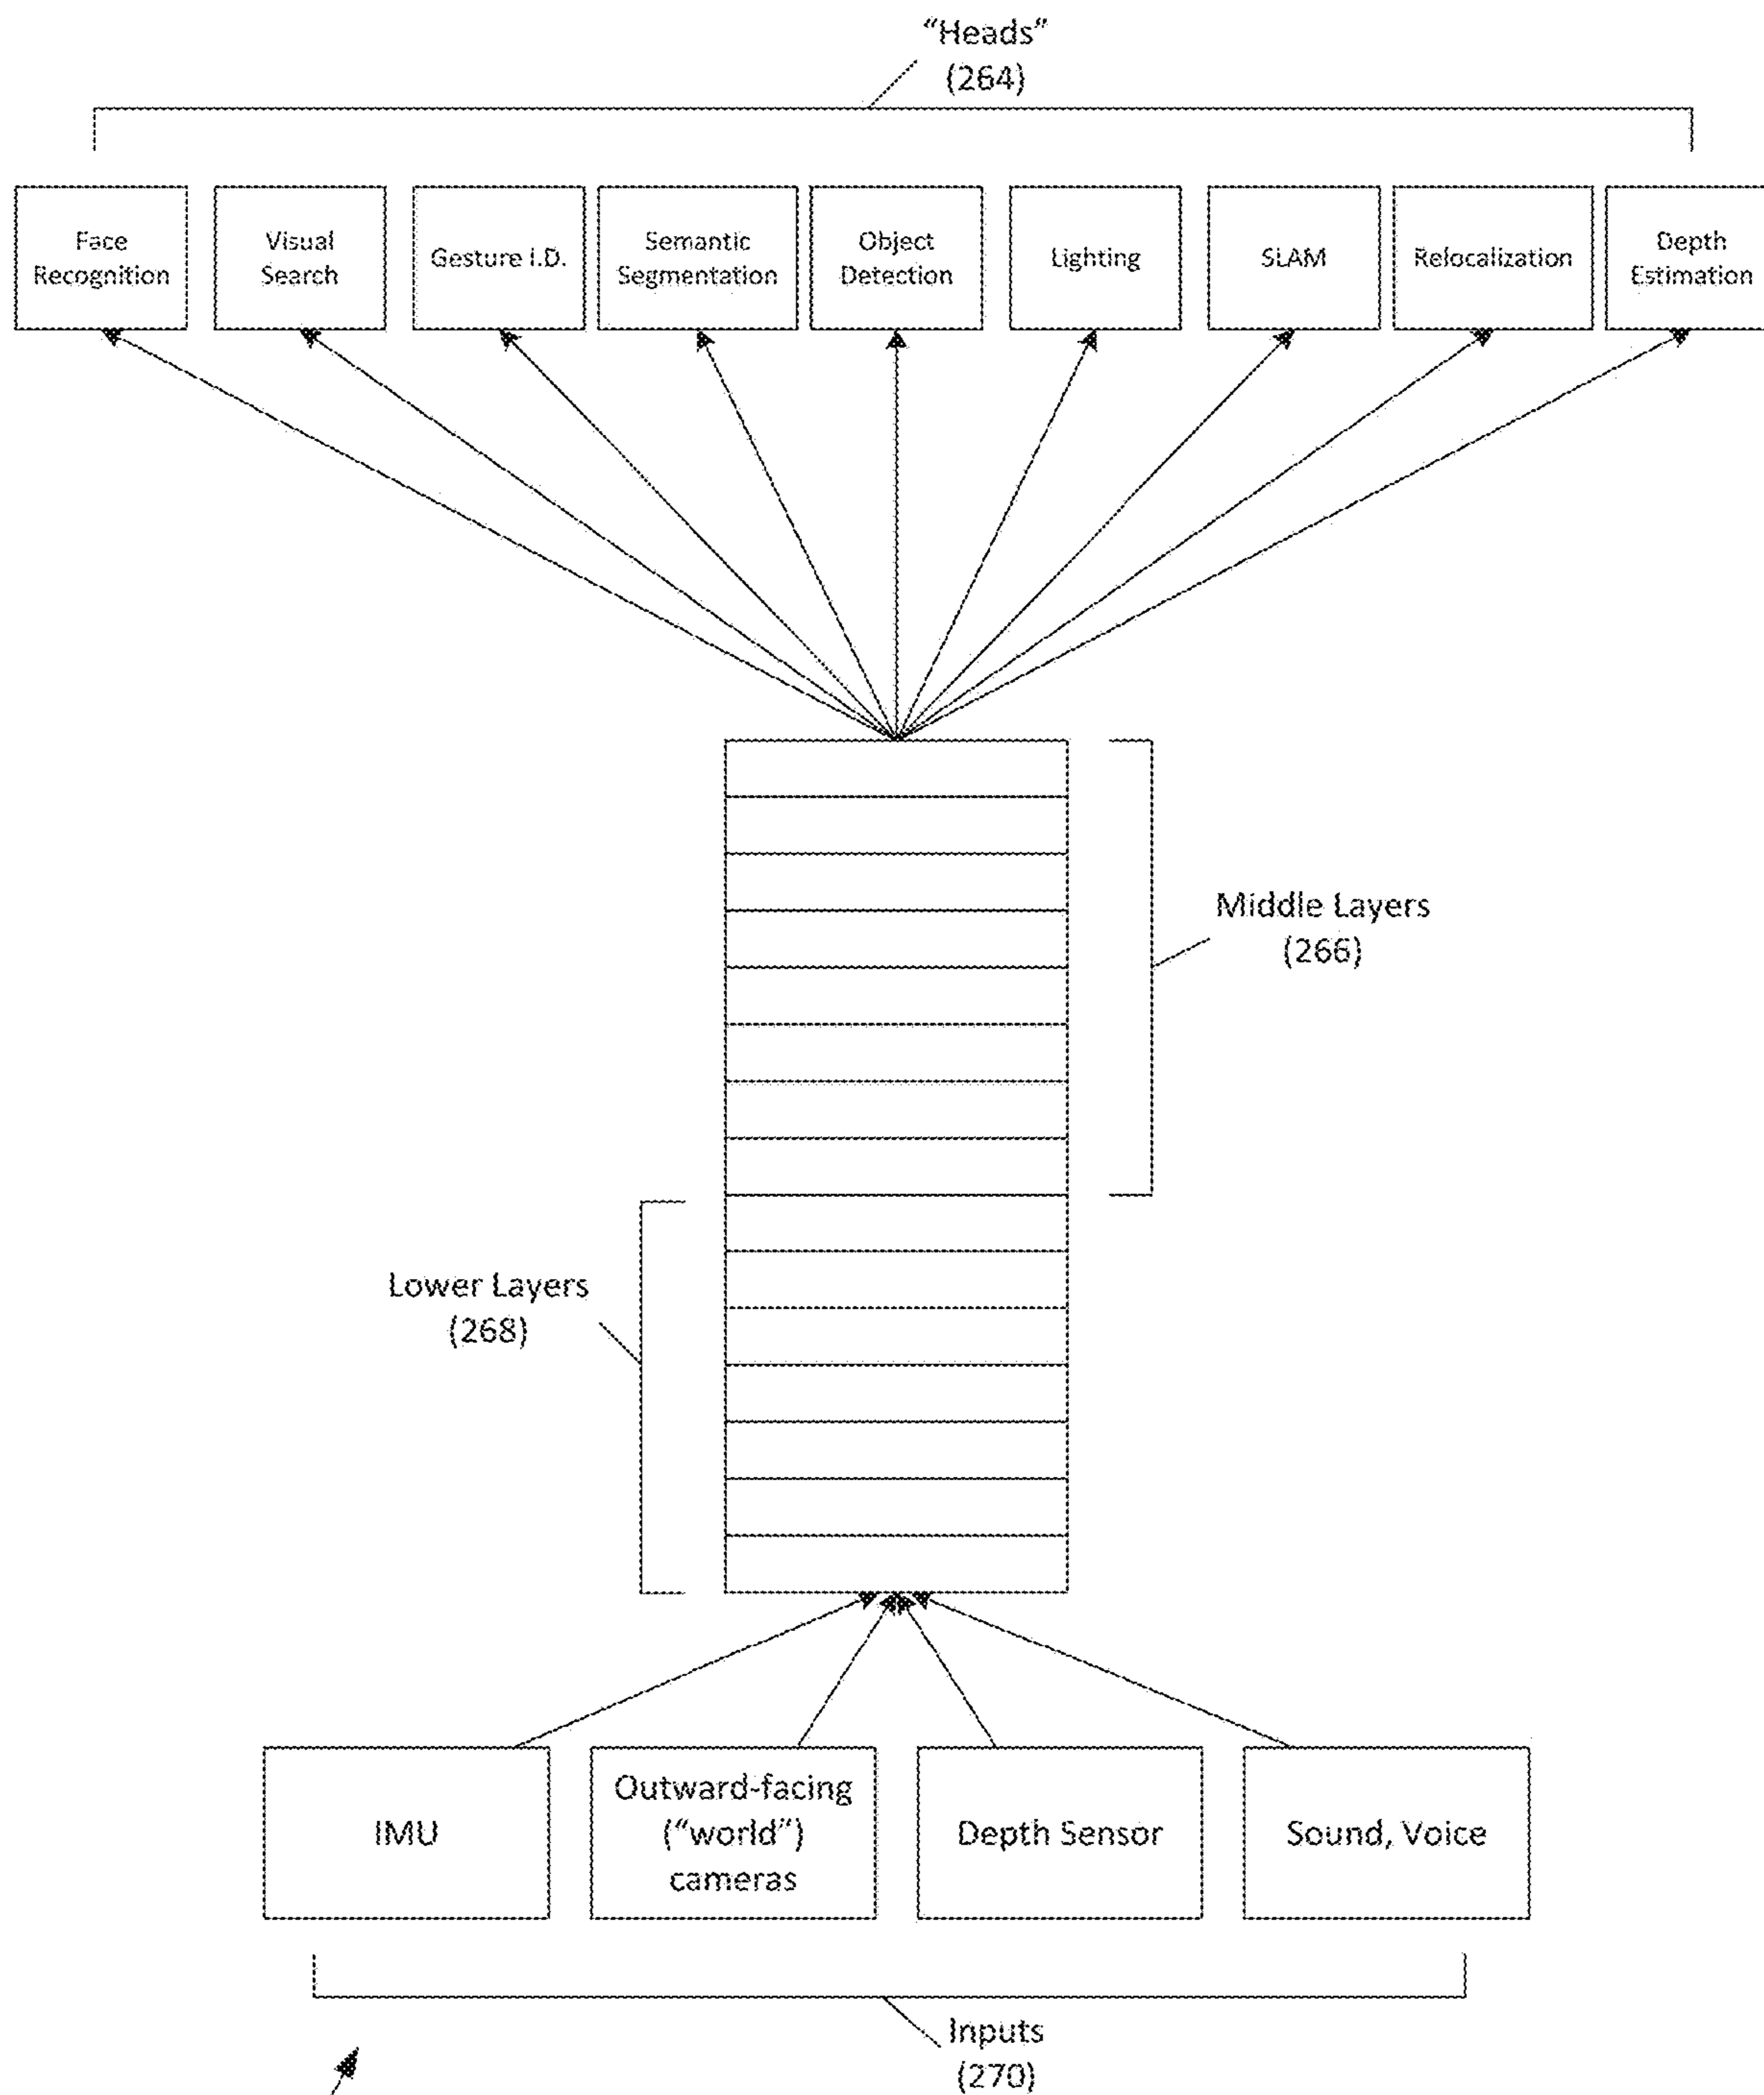 “Heads”
(264)
Face
Recognition
Visual
Search
Gesture I.D.
Semantic
Segmentation
Object
Detection
Lighting
SLAM
Relocalization
Depth
Estimation
Middle Layers
(266)
Lower Layers
(268)
IMU
Outward-facing
(“world”)
cameras
Depth Sensor
Sound, Voice
Inputs
(270)